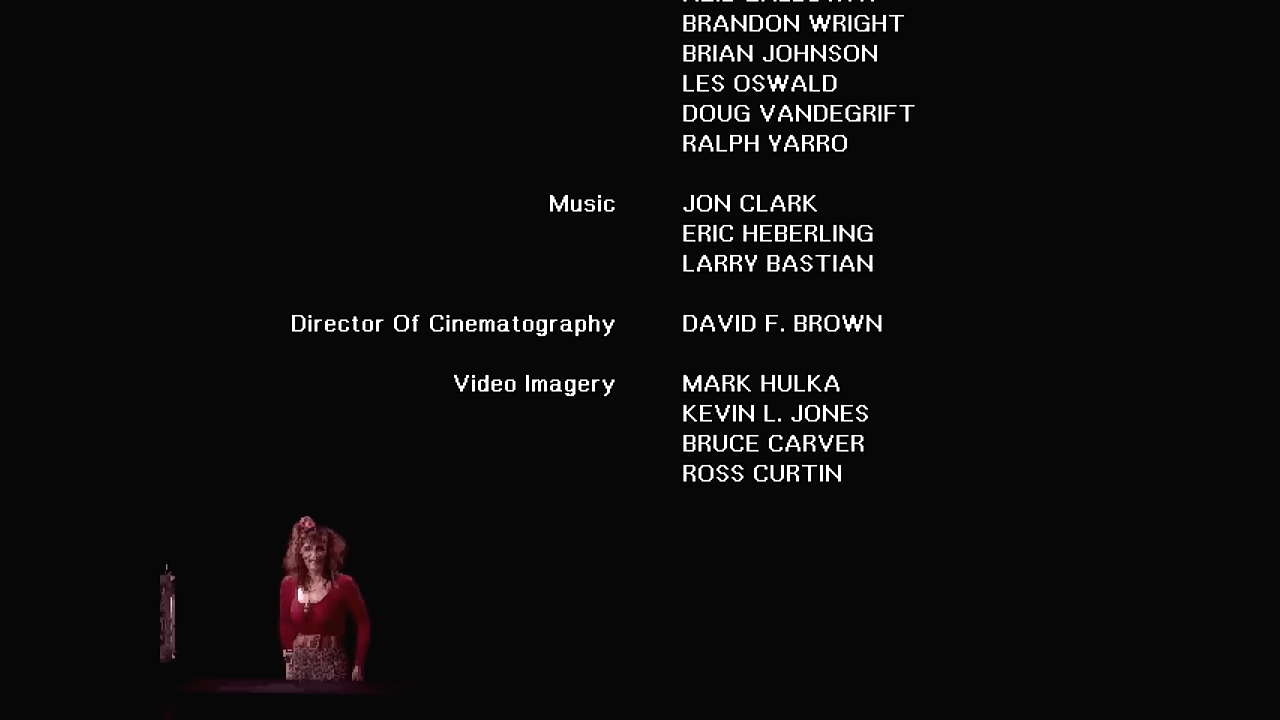 BRANDON WRIGHT
BRIAN JOHNSON
LES OSWALD
DOUG VANDEGRIFT
RALPH YARRO
Music JON CLARK
ERIC HEBERLING
LARRY BASTIAN
Director Of Cinematography DAVID F. BROWN
Video Imagery MARK HULKA
KEVIN L. JONES
BRUCE CARVER
ROSS CURTIN